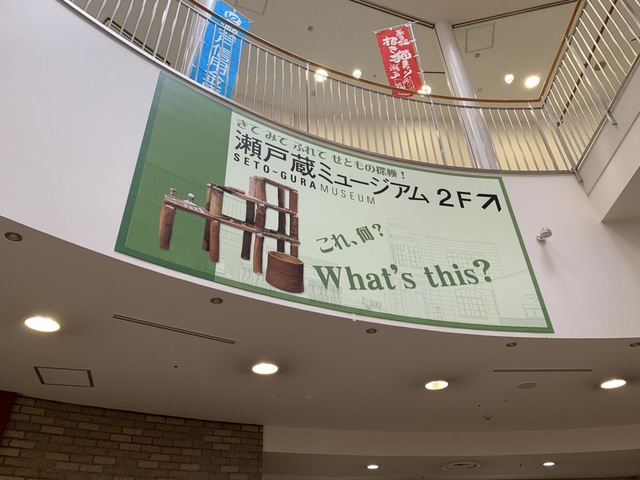 きて みて ふれて せともの探検！
瀬戸蔵ミュージアム 2F↗
SETO-GURA MUSEUM
これ、何？
What's this?